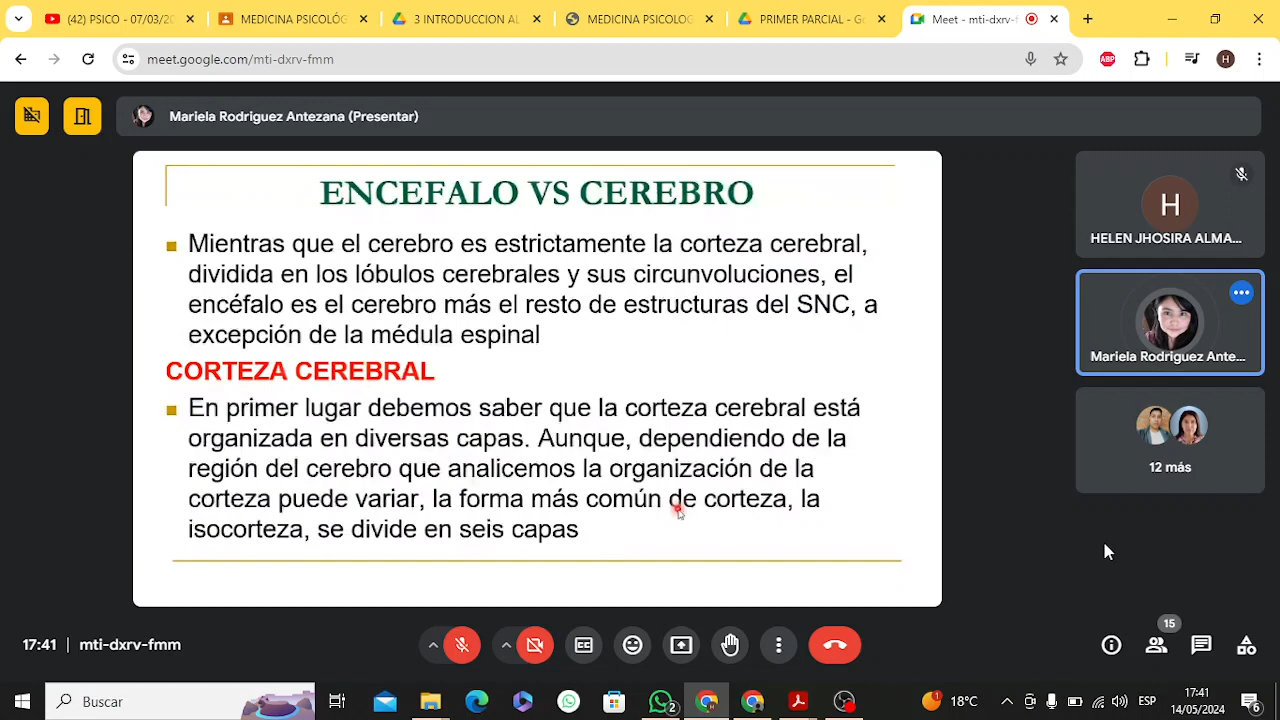 (42) PSICO - 07/03/20
MEDICINA PSICOLÓG
3 INTRODUCCION AL
MEDICINA PSICOLOG
PRIMER PARCIAL - Go
Meet - mti-dxrv-f
meet.google.com/mti-dxrv-fmm
ABP
H
Mariela Rodriguez Antezana (Presentar)
ENCEFALO VS CEREBRO
Mientras que el cerebro es estrictamente la corteza cerebral,
dividida en los lóbulos cerebrales y sus circunvoluciones, el
encéfalo es el cerebro más el resto de estructuras del SNC, a
excepción de la médula espinal
CORTEZA CEREBRAL
En primer lugar debemos saber que la corteza cerebral está
organizada en diversas capas. Aunque, dependiendo de la
región del cerebro que analicemos la organización de la
corteza puede variar, la forma más común de corteza, la
isocorteza, se divide en seis capas
H
HELEN JHOSIRA ALMA...
Mariela Rodriguez Ante...
12 más
17:41 | mti-dxrv-fmm
15
Buscar
2
1
18°C
ESP
17:41
14/05/2024
6